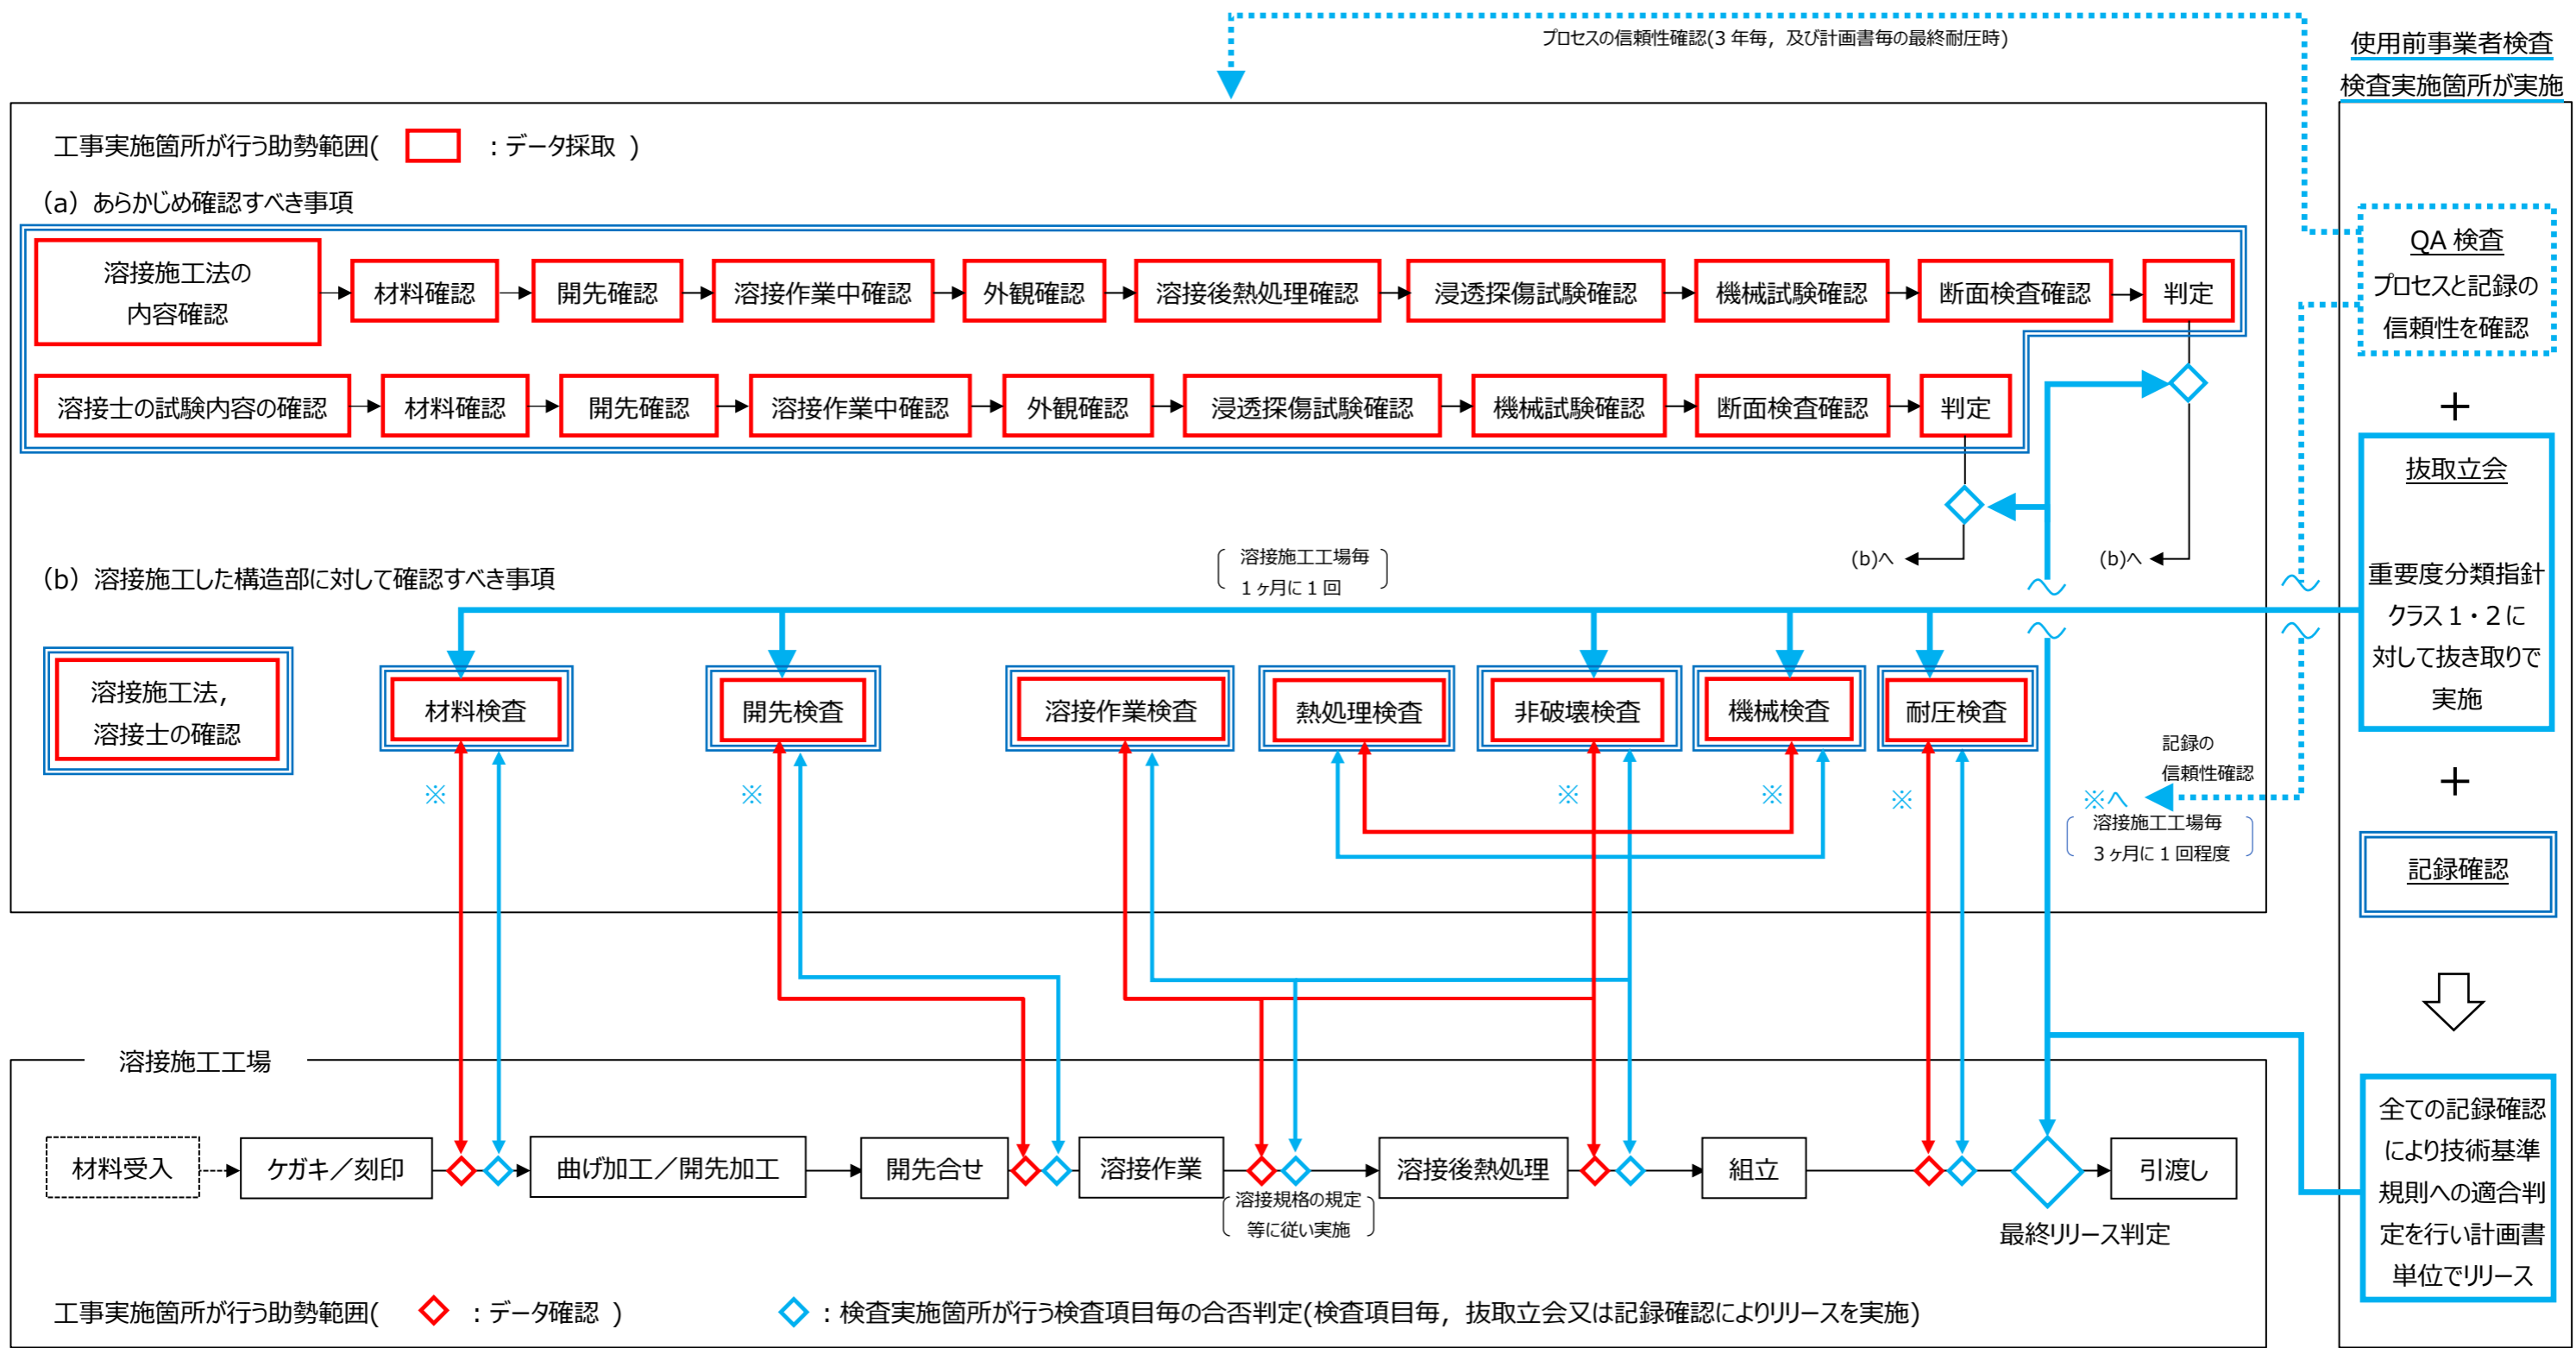 プロセスの信頼性確認(3 年毎，及び計画書毎の最終耐圧時)
使用前事業者検査
検査実施箇所が実施
工事実施箇所が行う助勢範囲(　：データ採取 )
（a）あらかじめ確認すべき事項
溶接施工法の
内容確認
材料確認
開先確認
溶接作業中確認
外観確認
溶接後熱処理確認
浸透探傷試験確認
機械試験確認
断面検査確認
判定
溶接士の試験内容の確認
材料確認
開先確認
溶接作業中確認
外観確認
浸透探傷試験確認
機械試験確認
断面検査確認
判定
(b)へ
(b)へ
QA 検査
プロセスと記録の
信頼性を確認
＋
抜取立会
重要度分類指針
クラス 1・2 に
対して抜き取りで
実施
＋
記録確認
全ての記録確認
により技術基準
規則への適合判
定を行い計画書
単位でリリース
（b）溶接施工した構造部に対して確認すべき事項
溶接施工工場毎
1 ヶ月に 1 回
溶接施工法，
溶接士の確認
材料検査
開先検査
溶接作業検査
熱処理検査
非破壊検査
機械検査
耐圧検査
※
※
※
※
※
記録の
信頼性確認
※へ
溶接施工工場毎
3 ヶ月に 1 回程度
溶接施工工場
材料受入
ケガキ／刻印
曲げ加工／開先加工
開先合せ
溶接作業
溶接後熱処理
組立
引渡し
溶接規格の規定
等に従い実施
最終リリース判定
工事実施箇所が行う助勢範囲(　：データ確認 )
：検査実施箇所が行う検査項目毎の合否判定(検査項目毎，抜取立会又は記録確認によりリリースを実施)